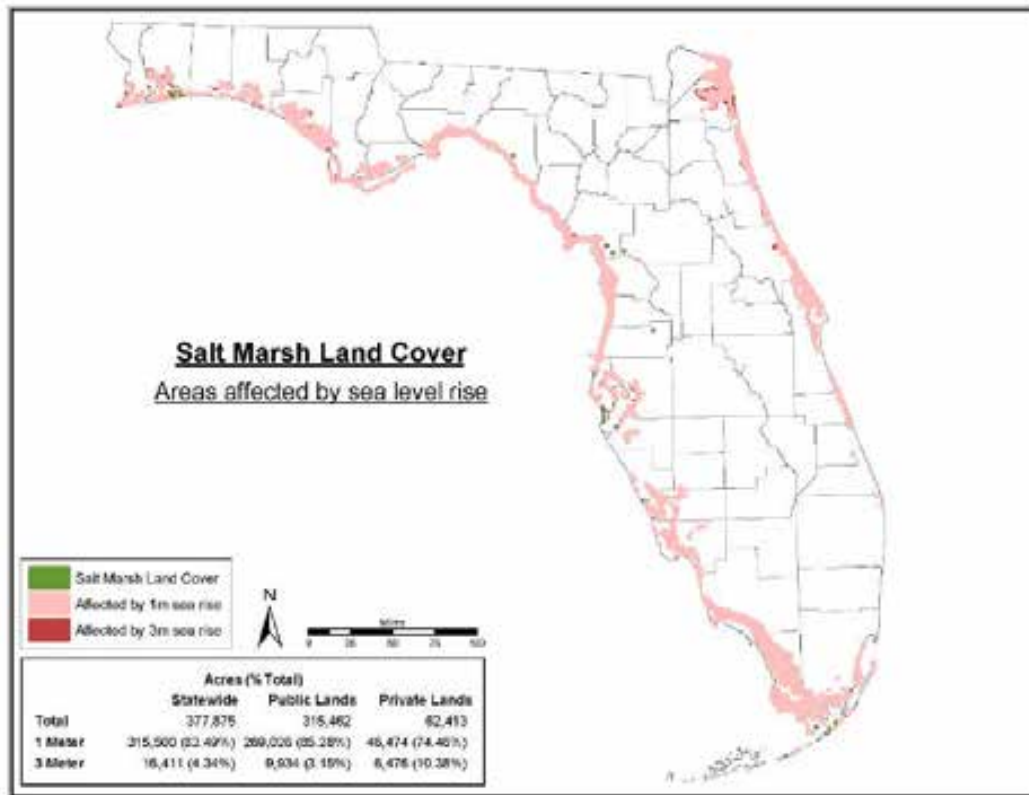 Salt Marsh Land Cover
Areas affected by sea level rise
Salt Marsh Land Cover
Affected by 1m sea rise
Affected by 3m sea rise
N
Miles
Acres (% Total)
Statewide Public Lands Private Lands
Total 377,875 315,462 62,413
1 Meter 315,500 (83.49%) 269,026 (85.28%) 46,474 (74.46%)
3 Meter 16,411 (4.34%) 9,934 (3.15%) 6,476 (10.38%)